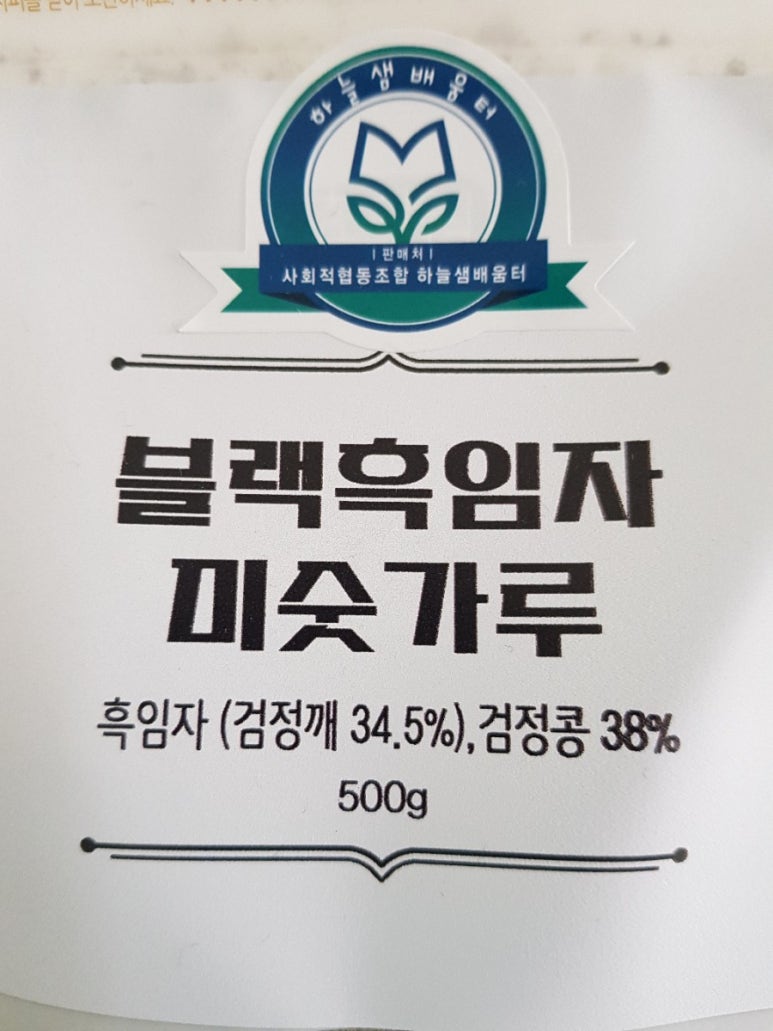 하늘샘배움터
| 판매처 |
사회적협동조합 하늘샘배움터
블랙흑임자
미숫가루
흑임자 (검정깨 34.5%), 검정콩 38%
500g